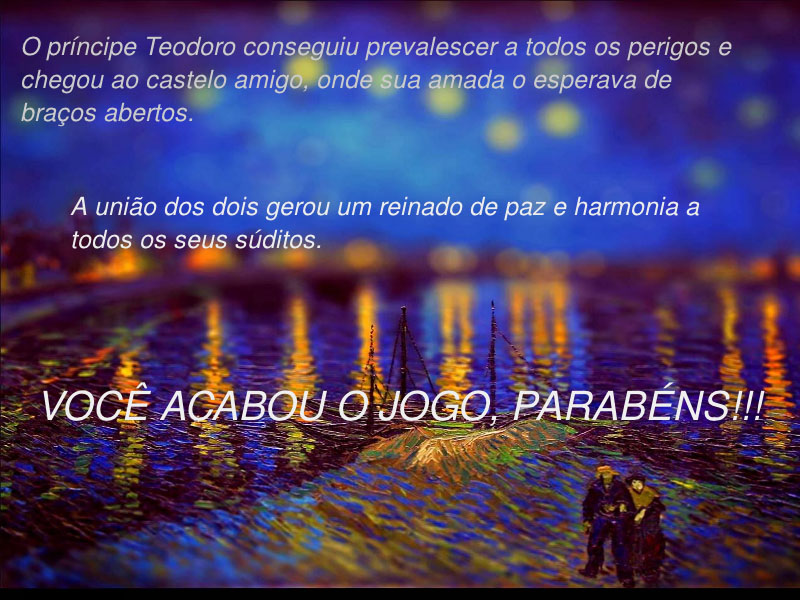 O príncipe Teodoro conseguiu prevalescer a todos os perigos e
chegou ao castelo amigo, onde sua amada o esperava de
braços abertos.
A união dos dois gerou um reinado de paz e harmonia a
todos os seus súditos.
VOCÊ ACABOU O JOGO, PARABÉNS!!!